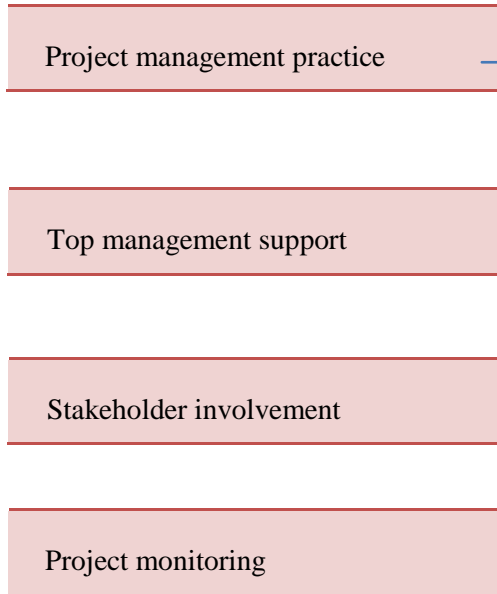 Project management practice
Top management support
Stakeholder involvement
Project monitoring